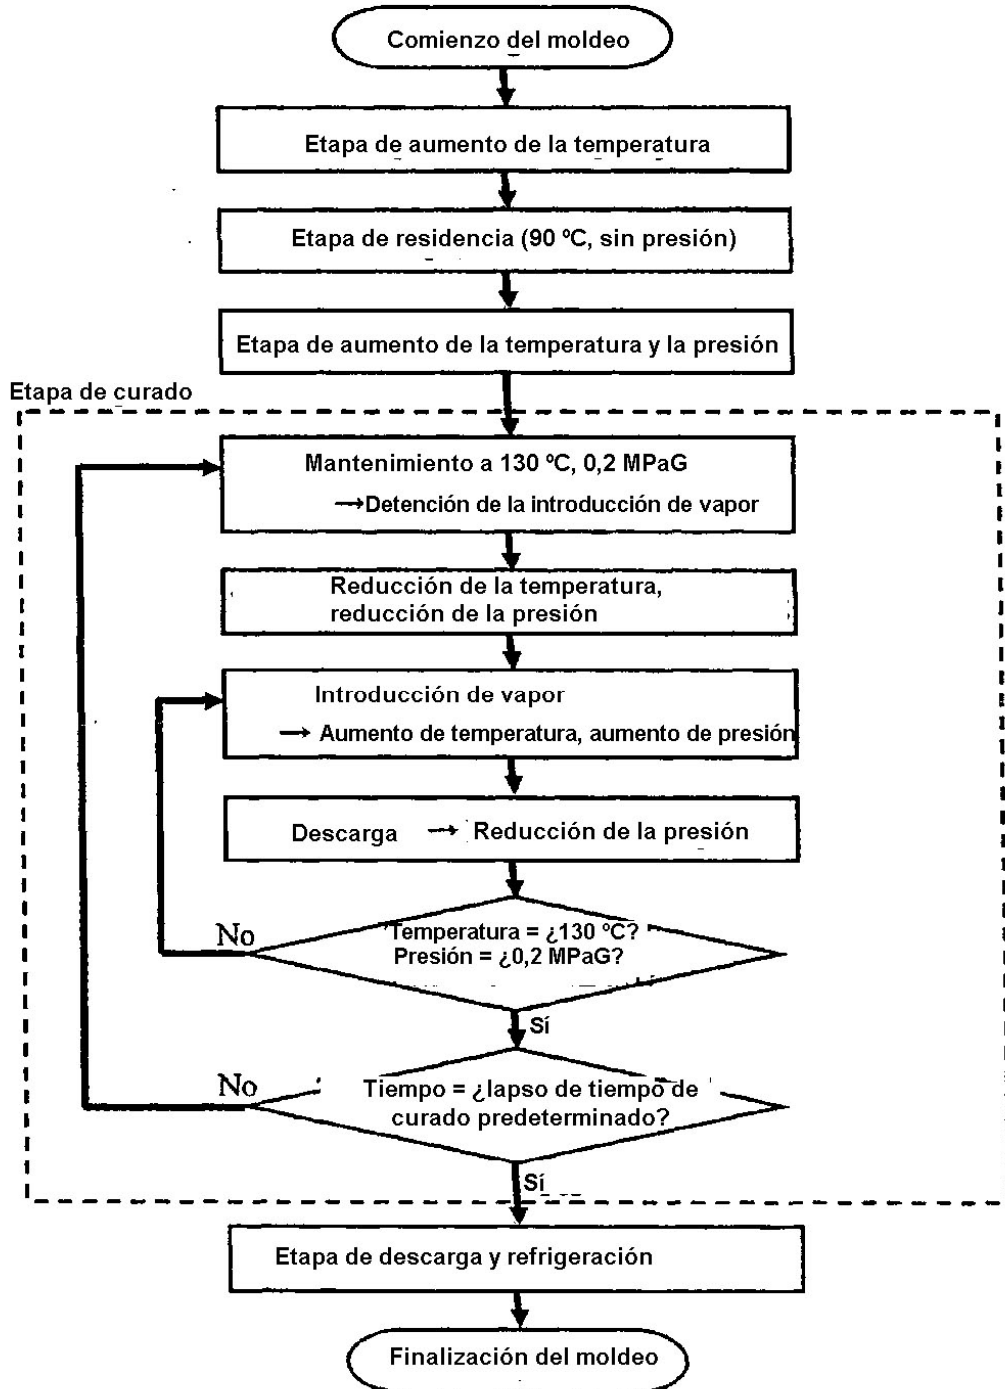 Comienzo del moldeo
Etapa de aumento de la temperatura
Etapa de residencia (90 ºC, sin presión)
Etapa de aumento de la temperatura y la presión
Etapa de curado
Mantenimiento a 130 ºC, 0,2 MPaG
→Detención de la introducción de vapor
Reducción de la temperatura,
reducción de la presión
Introducción de vapor
→ Aumento de temperatura, aumento de presión
Descarga → Reducción de la presión
Temperatura = ¿130 ºC?
Presión = ¿0,2 MPaG?
No
Sí
Tiempo = ¿lapso de tiempo de
curado predeterminado?
No
Sí
Etapa de descarga y refrigeración
Finalización del moldeo